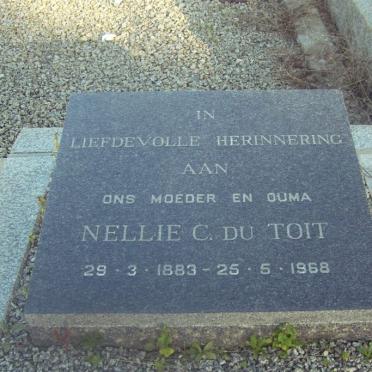 IN
LIEFDEVOLLE HERINNERING
AAN
ONS MOEDER EN OUMA
NELLIE C. DU TOIT
29 · 3 · 1883 - 25 · 5 · 1968